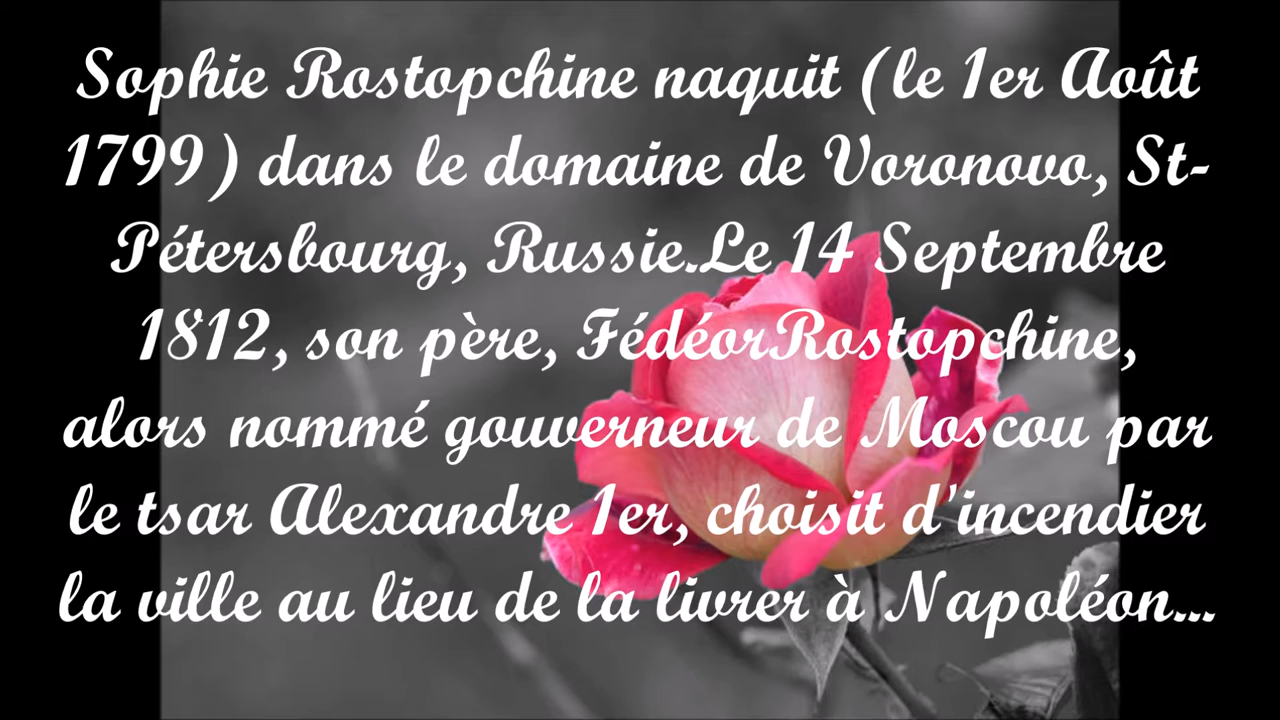 Sophie Rostopchine naquit (le 1er Août
1799) dans le domaine de Voronovo, St-
Pétersbourg, Russie.Le 14 Septembre
1812, son père, FédéorRostopchine,
alors nommé gouverneur de Moscou par
le tsar Alexandre 1er, choisit d'incendier
la ville au lieu de la livrer à Napoléon...